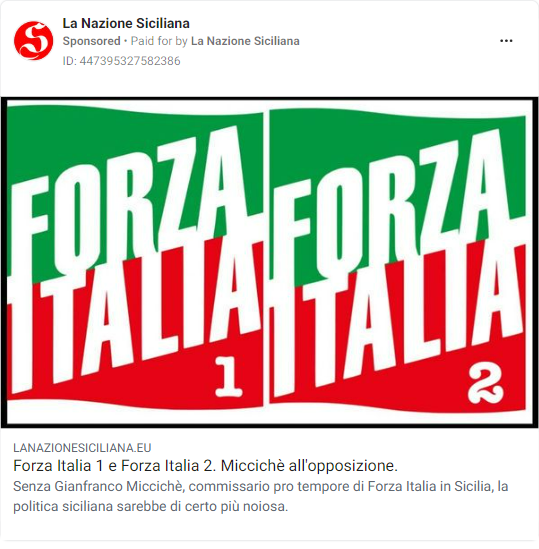 La Nazione Siciliana
Sponsored • Paid for by La Nazione Siciliana
ID: 447395327582386
FORZA
ITALIA
1
FORZA
ITALIA
2
LANAZIONESICILIANA.EU
Forza Italia 1 e Forza Italia 2. Miccichè all'opposizione.
Senza Gianfranco Miccichè, commissario pro tempore di Forza Italia in Sicilia, la
politica siciliana sarebbe di certo più noiosa.